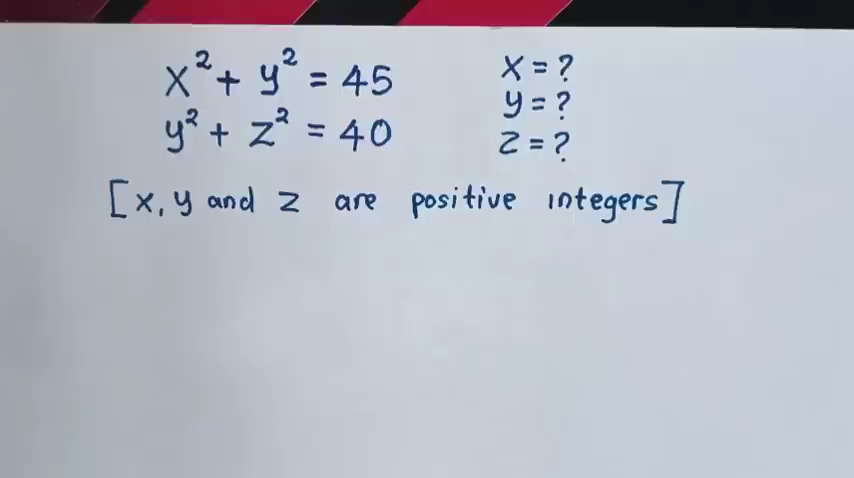 x² + y² = 45
y² + z² = 40
x = ?
y = ?
z = ?
[x, y and z are positive integers]